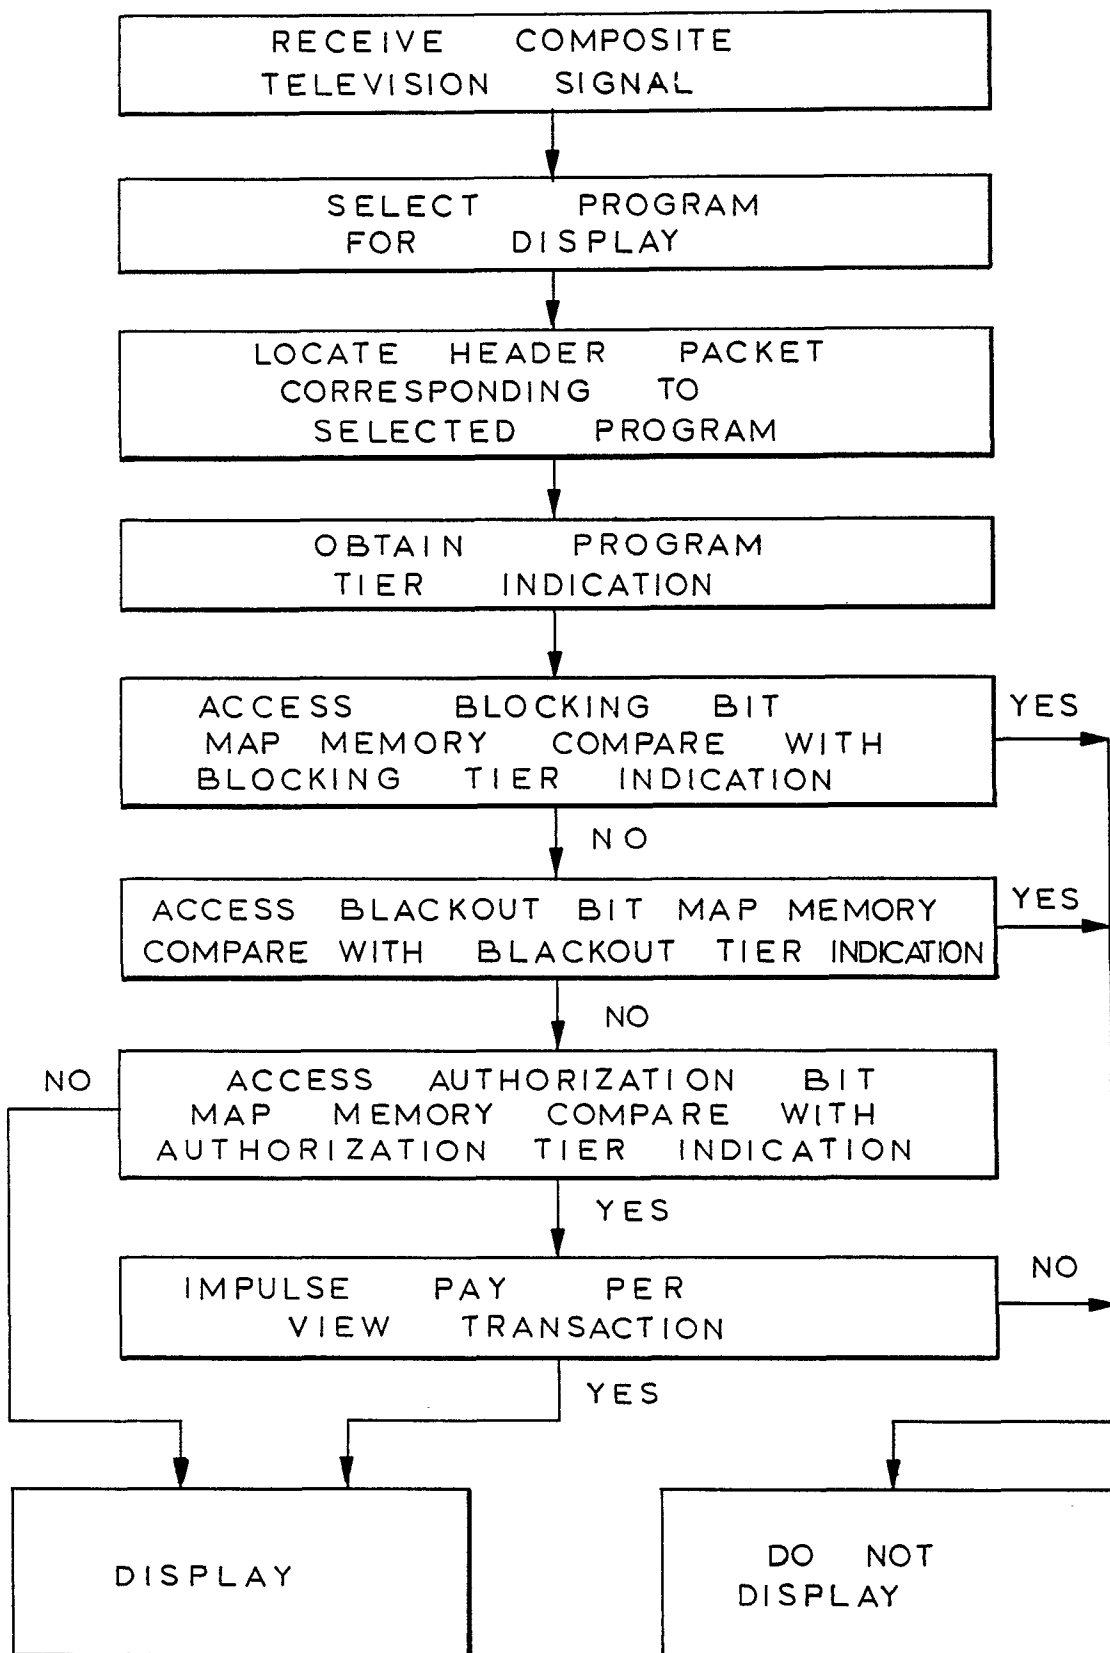 RECEIVE COMPOSITE
TELEVISION SIGNAL
SELECT PROGRAM
FOR DISPLAY
LOCATE HEADER PACKET
CORRESPONDING TO
SELECTED PROGRAM
OBTAIN PROGRAM
TIER INDICATION
ACCESS BLOCKING BIT
MAP MEMORY COMPARE WITH
BLOCKING TIER INDICATION
YES
NO
ACCESS BLACKOUT BIT MAP MEMORY
COMPARE WITH BLACKOUT TIER INDICATION
YES
NO
NO
ACCESS AUTHORIZATION BIT
MAP MEMORY COMPARE WITH
AUTHORIZATION TIER INDICATION
YES
IMPULSE PAY PER
VIEW TRANSACTION
NO
YES
DISPLAY
DO NOT
DISPLAY